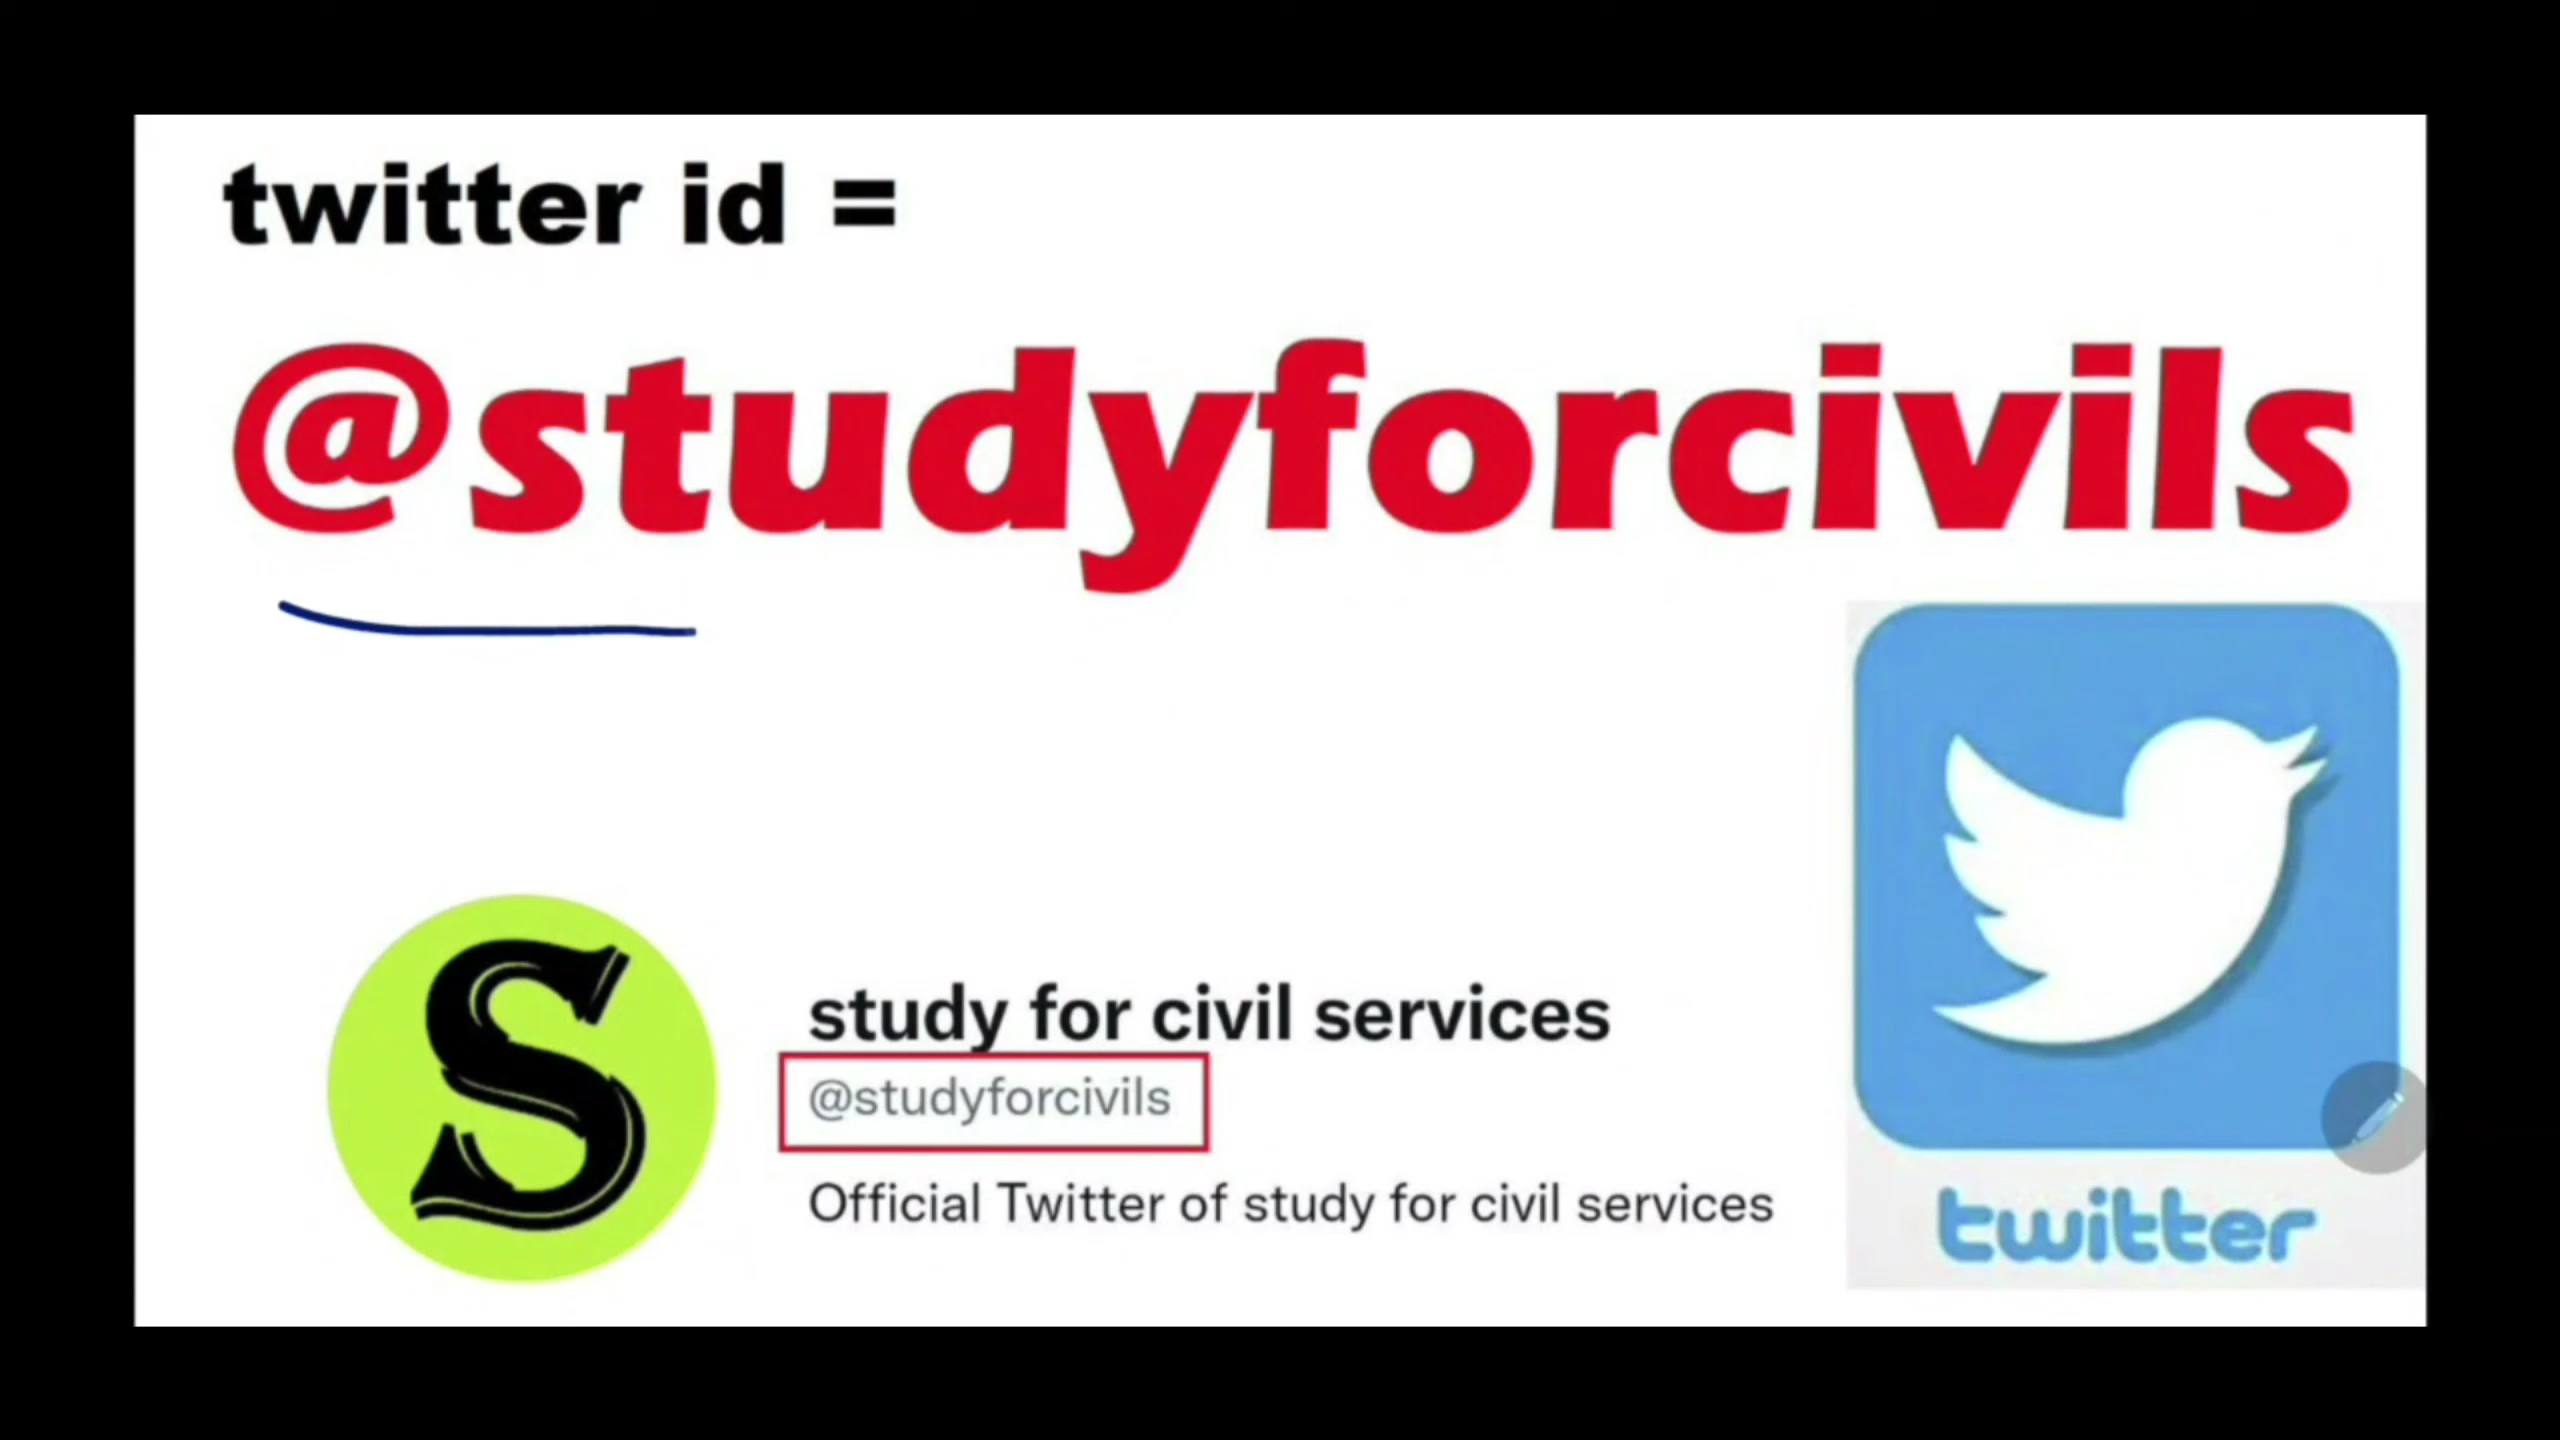 twitter id =
@studyforcivils
study for civil services
@studyforcivils
Official Twitter of study for civil services
S
twitter